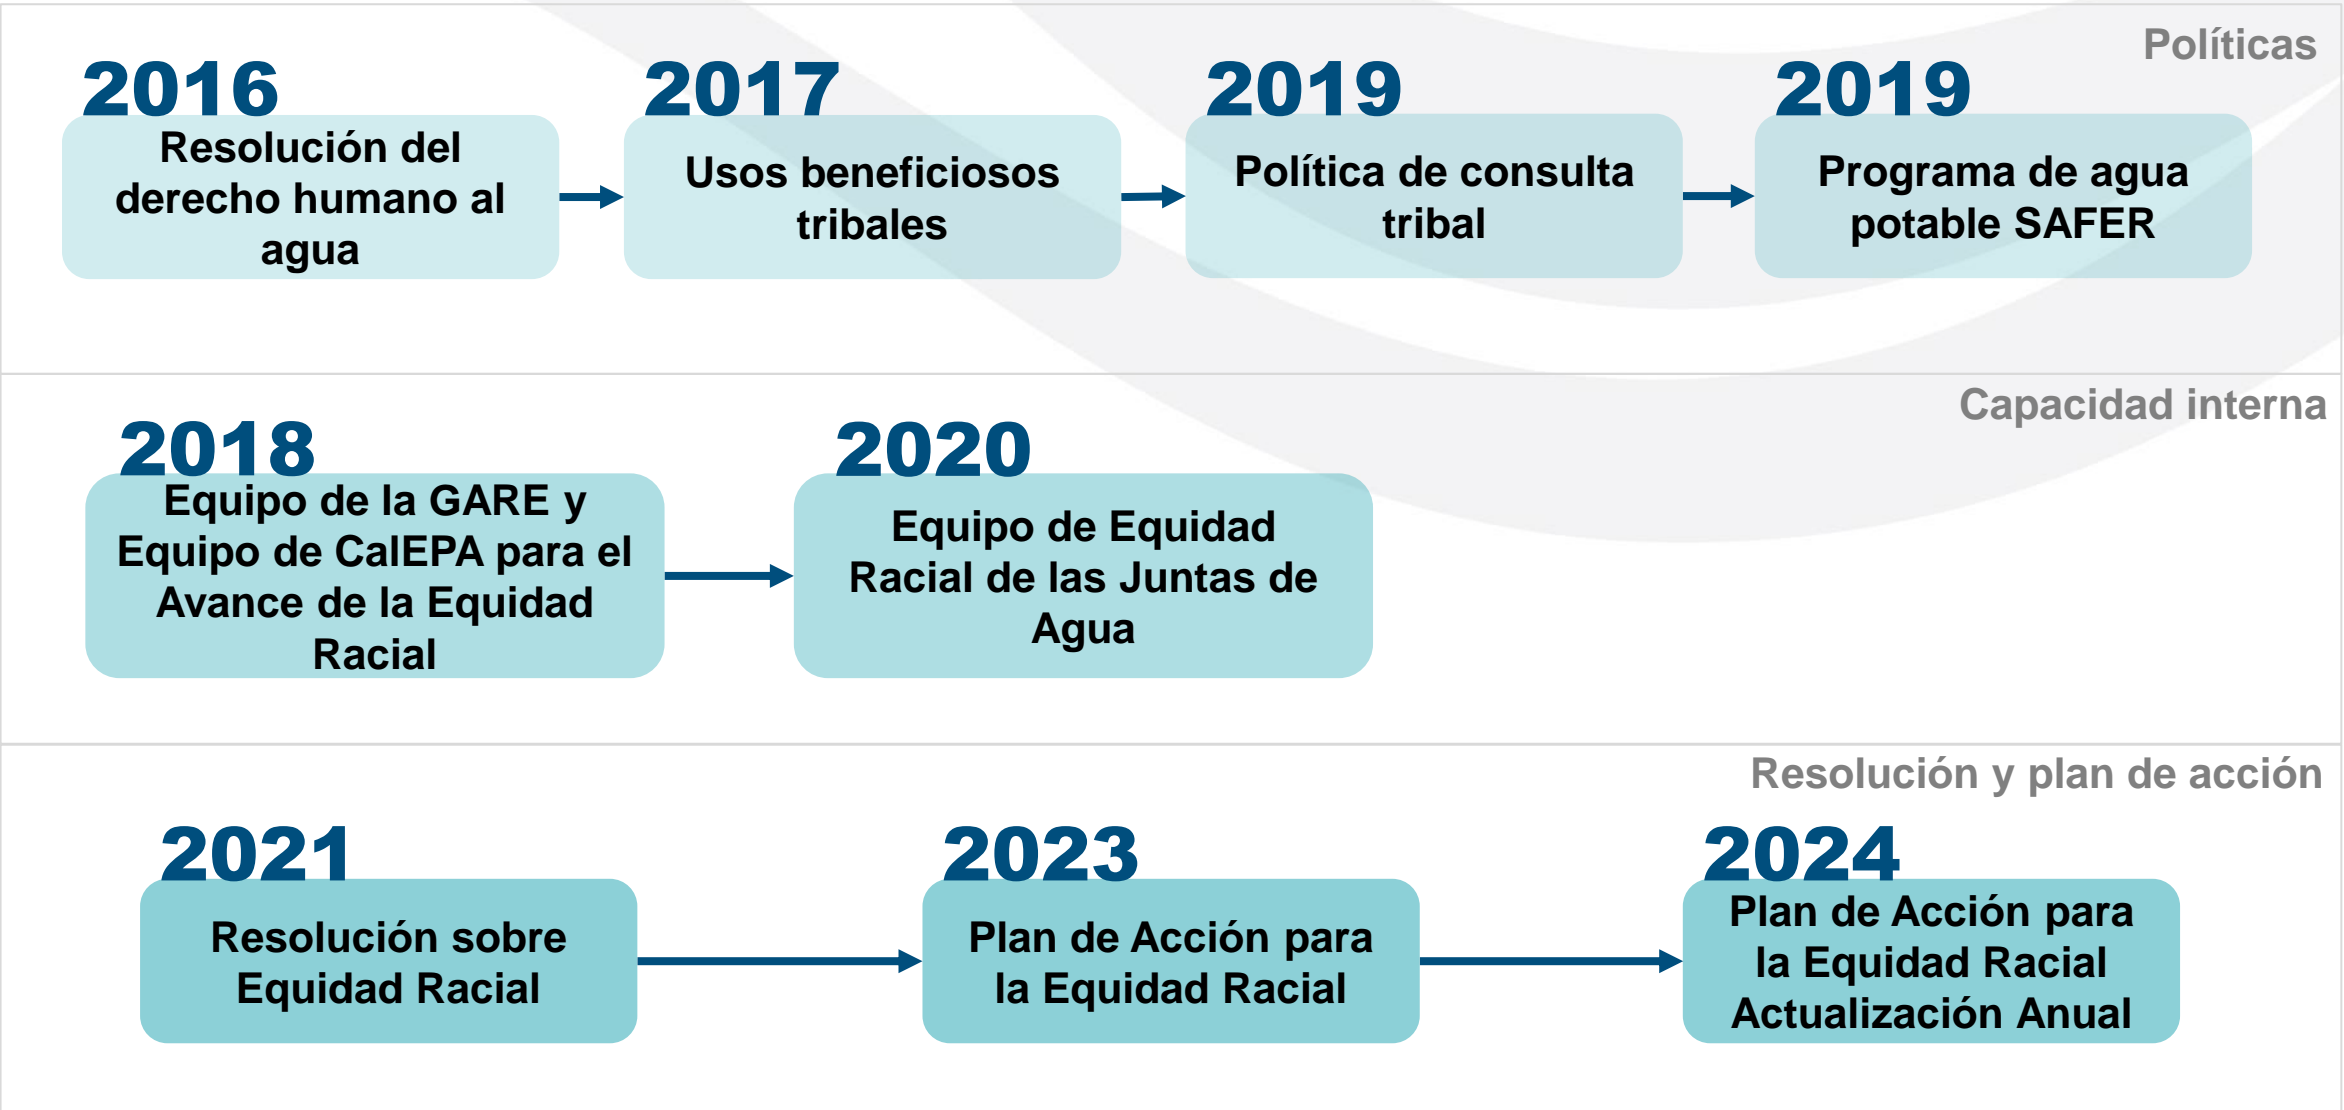 Políticas
2016
Resolución del
derecho humano al
agua
2017
Usos beneficiosos
tribales
2019
Política de consulta
tribal
2019
Programa de agua
potable SAFER
Capacidad interna
2018
Equipo de la GARE y
Equipo de CalEPA para el
Avance de la Equidad
Racial
2020
Equipo de Equidad
Racial de las Juntas de
Agua
Resolución y plan de acción
2021
Resolución sobre
Equidad Racial
2023
Plan de Acción para
la Equidad Racial
2024
Plan de Acción para
la Equidad Racial
Actualización Anual